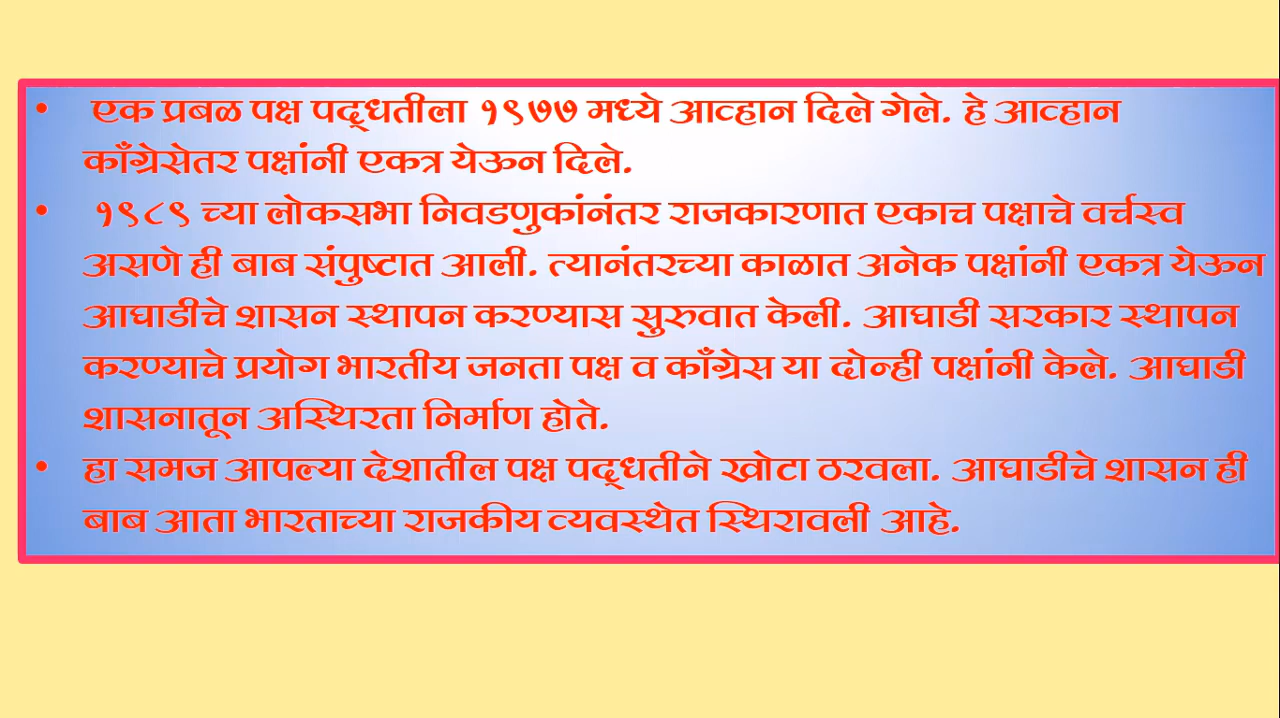 • एक प्रबळ पक्ष पद्धतीला १९७७ मध्ये आव्हान दिले गेले. हे आव्हान
काँग्रेसेतर पक्षांनी एकत्र येऊन दिले.
• १९८९ च्या लोकसभा निवडणुकांनंतर राजकारणात एकाच पक्षाचे वर्चस्व
असणे ही बाब संपुष्टात आली. त्यानंतरच्या काळात अनेक पक्षांनी एकत्र येऊन
आघाडीचे शासन स्थापन करण्यास सुरुवात केली. आघाडी सरकार स्थापन
करण्याचे प्रयोग भारतीय जनता पक्ष व काँग्रेस या दोन्ही पक्षांनी केले. आघाडी
शासनातून अस्थिरता निर्माण होते.
• हा समज आपल्या देशातील पक्ष पद्धतीने खोटा ठरवला. आघाडीचे शासन ही
बाब आता भारताच्या राजकीय व्यवस्थेत स्थिरावली आहे.